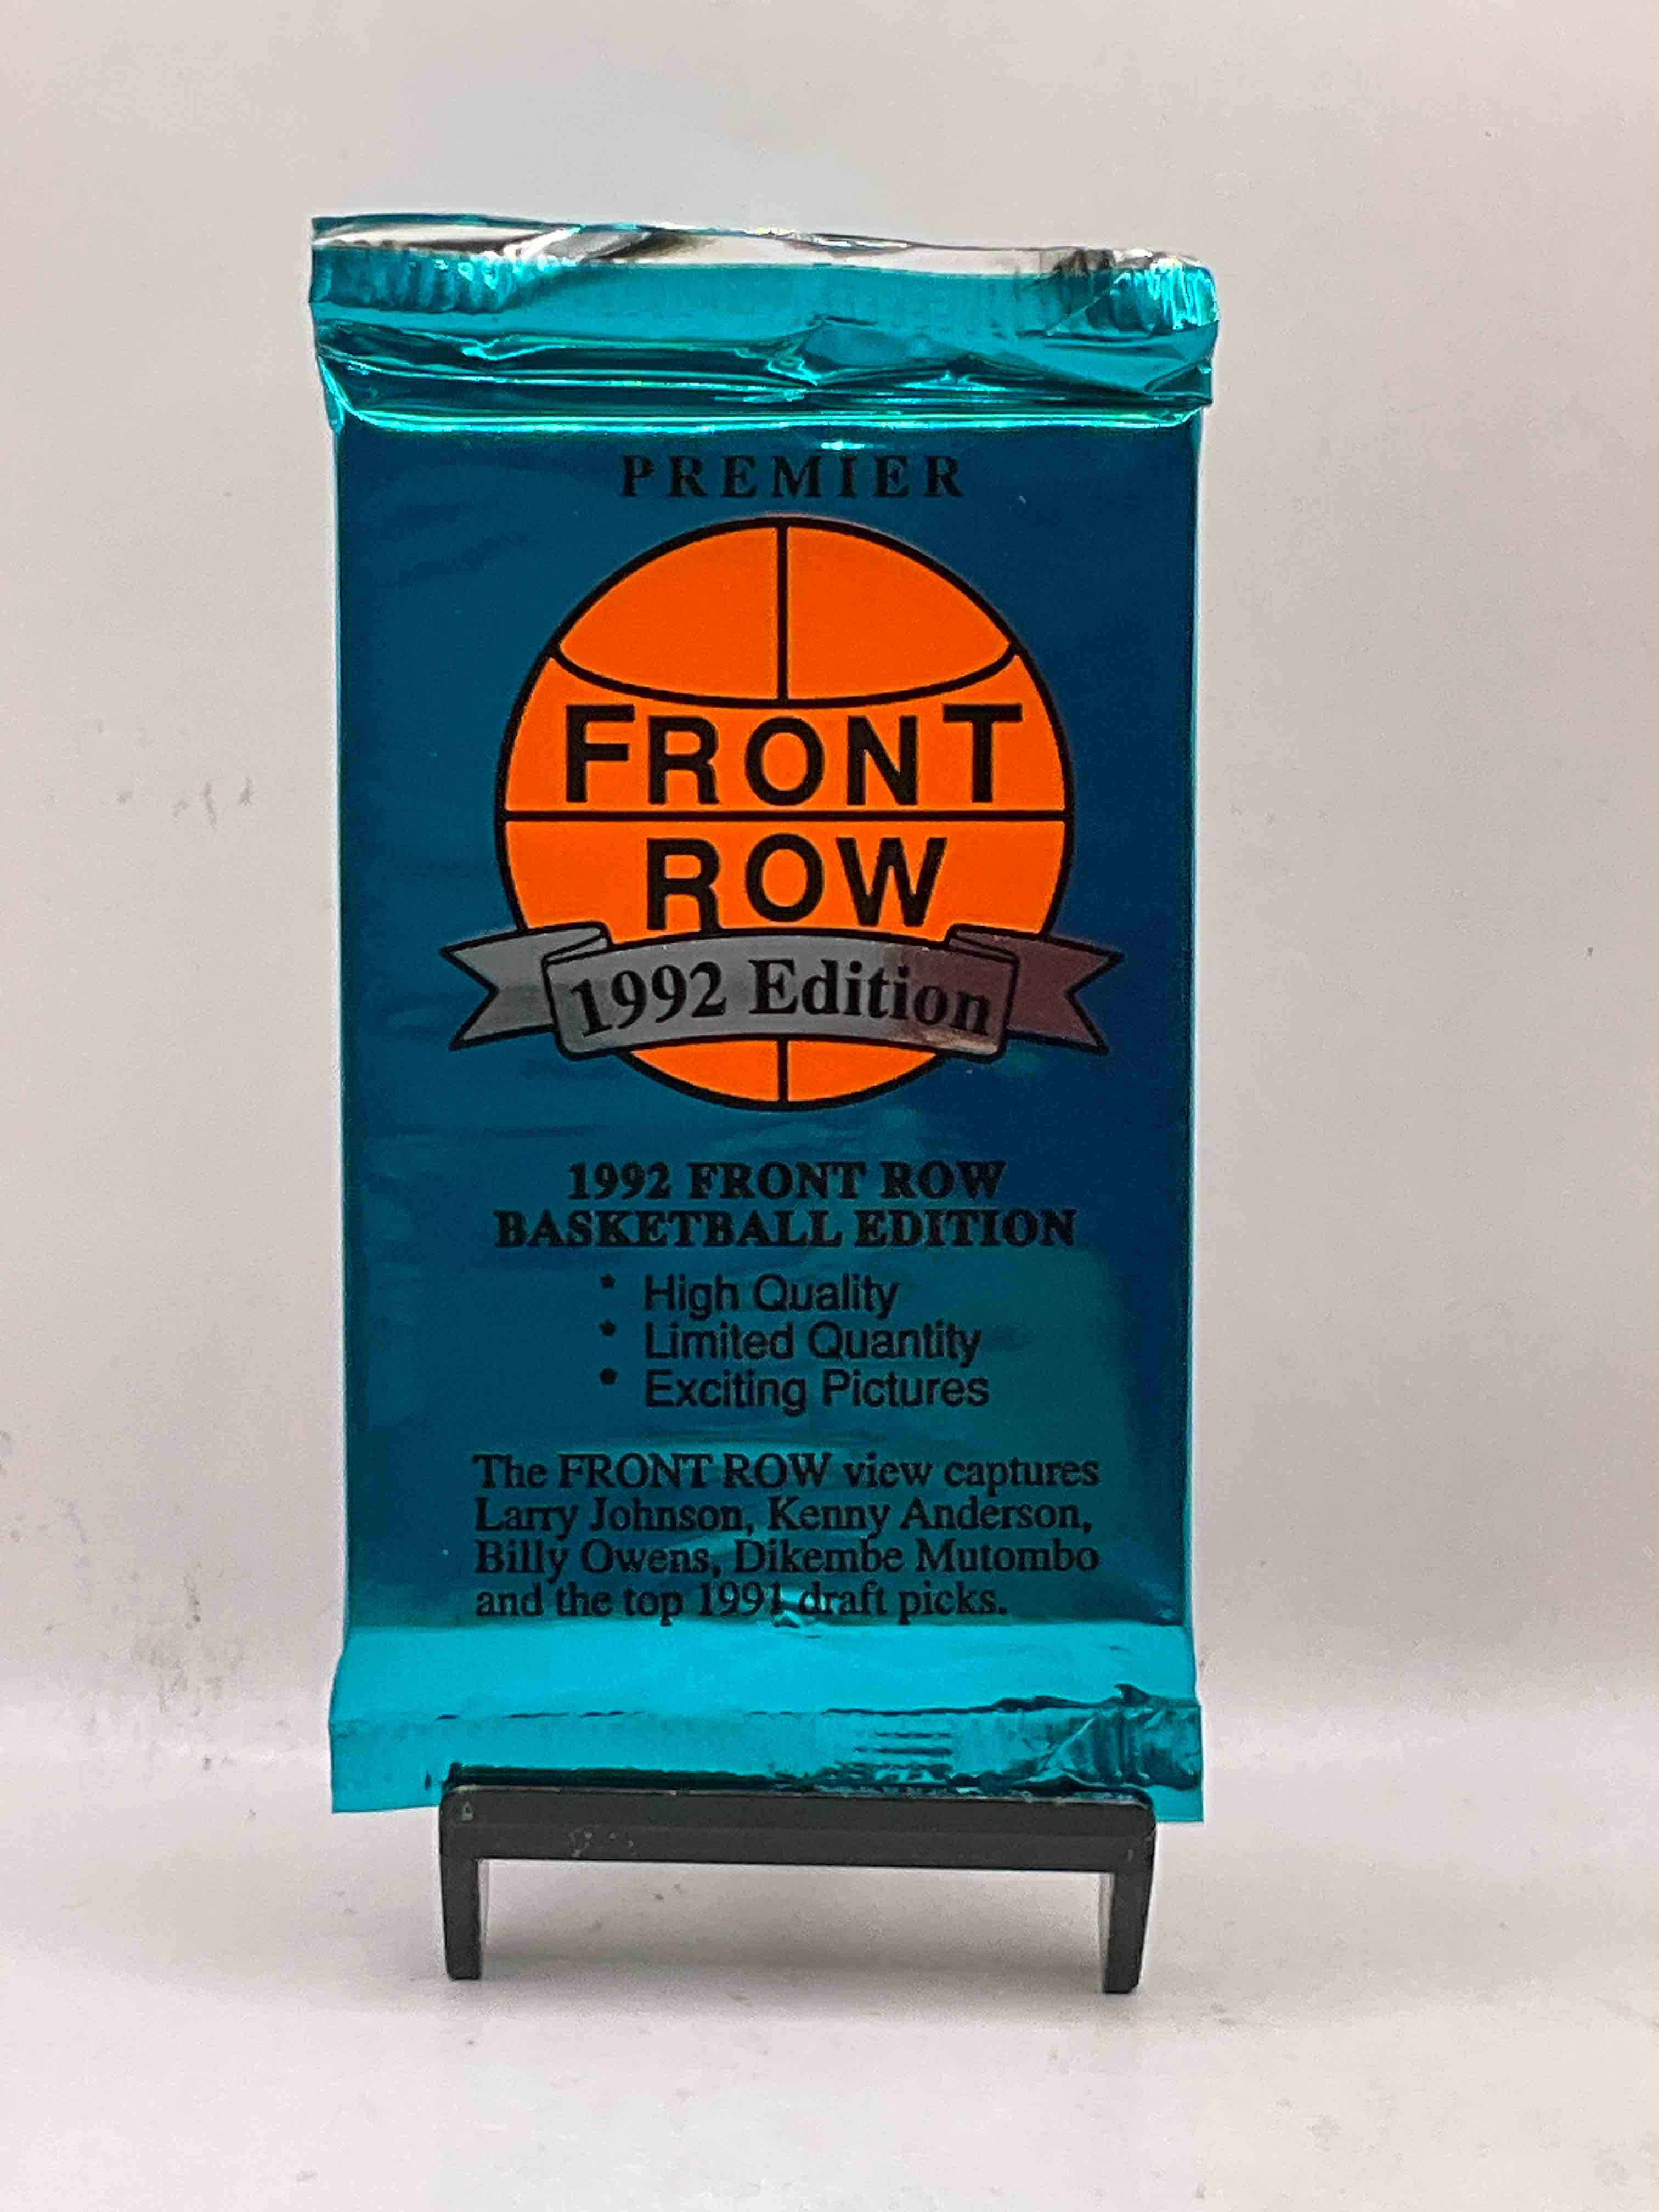 PREMIER
FRONT
ROW
1992 Edition
1992 FRONT ROW
BASKETBALL EDITION
* High Quality
* Limited Quantity
* Exciting Pictures
The FRONT ROW view captures
Larry Johnson, Kenny Anderson,
Billy Owens, Dikembe Mutombo
and the top 1991 draft picks.